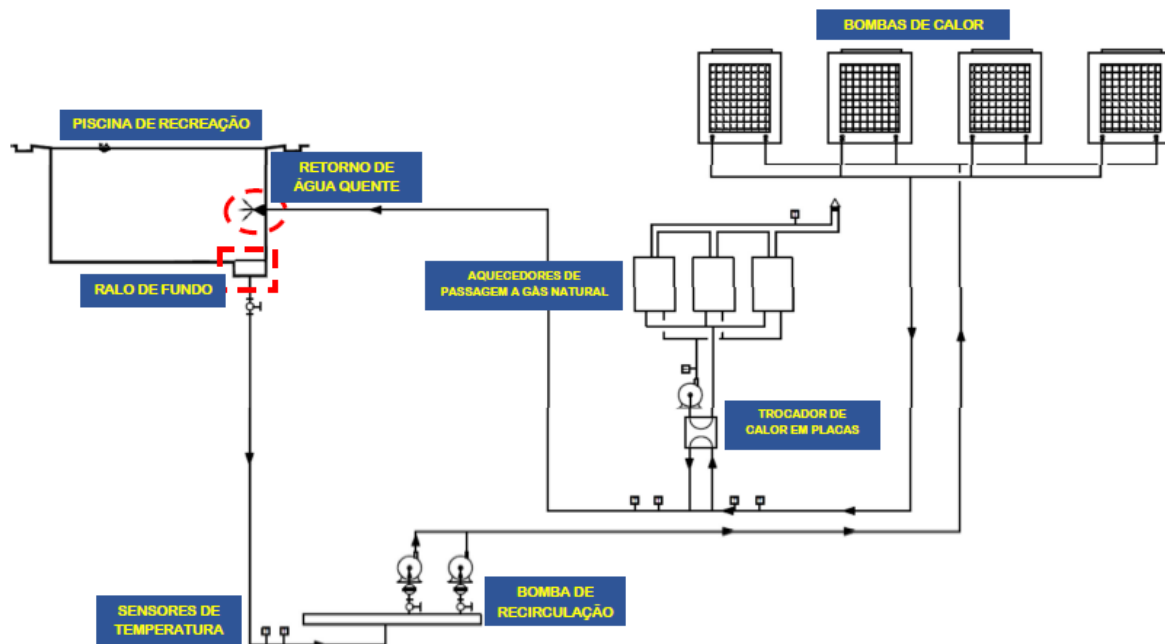 BOMBAS DE CALOR
PISCINA DE RECREAÇÃO
RETORNO DE
ÁGUA QUENTE
AQUECEDORES DE
PASSAGEM A GÁS NATURAL
RALO DE FUNDO
TROCADOR DE
CALOR EM PLACAS
BOMBA DE
RECIRCULAÇÃO
SENSORES DE
TEMPERATURA